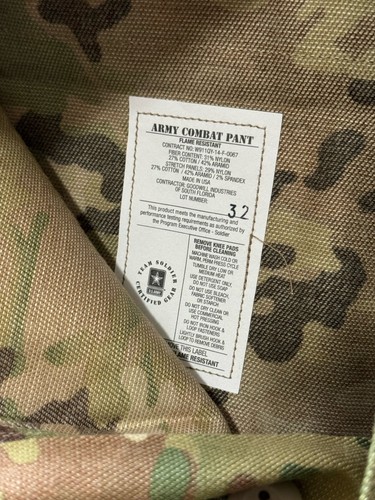 ARMY COMBAT PANT
FLAME RESISTANT
CONTRACT NO: W911QY-14-F-0067
FIBER CONTENT: 31% NYLON
27% COTTON / 42% ARAMID
STRETCH PANELS: 29% NYLON
27% COTTON / 42% ARAMID / 2% SPANDEX
MADE IN USA
CONTRACTOR: GOODWILL INDUSTRIES
OF SOUTH FLORIDA
LOT NUMBER:
32
This product meets the manufacturing and
performance testing requirements as authorized by
the Program Executive Office - Soldier
REMOVE KNEE PADS
BEFORE CLEANING
MACHINE WASH COLD OR
WARM, PERM PRESS CYCLE
TUMBLE DRY LOW OR
MEDIUM HEAT
USE DETERGENT ONLY,
DO NOT USE SOAP
DO NOT USE BLEACH,
FABRIC SOFTENER
OR STARCH
DO NOT DRY CLEAN OR
USE COMMERCIAL
HOT PRESSING
DO NOT IRON HOOK &
LOOP FASTENERS
LIGHTLY BRUSH HOOK &
LOOP TO REMOVE DEBRIS
TEAM SOLDIER
CERTIFIED GEAR
THIS LABEL
FLAME RESISTANT